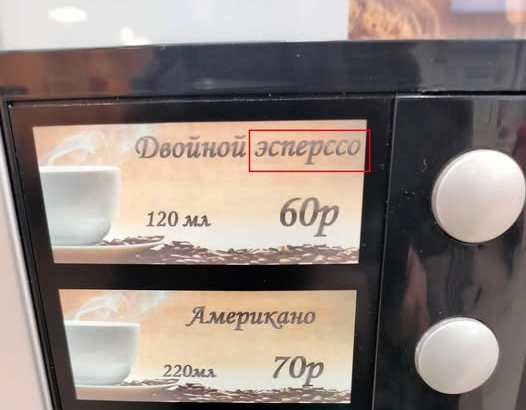 Двойной эсперссо
120 мл 60р
Американо
220мл 70р